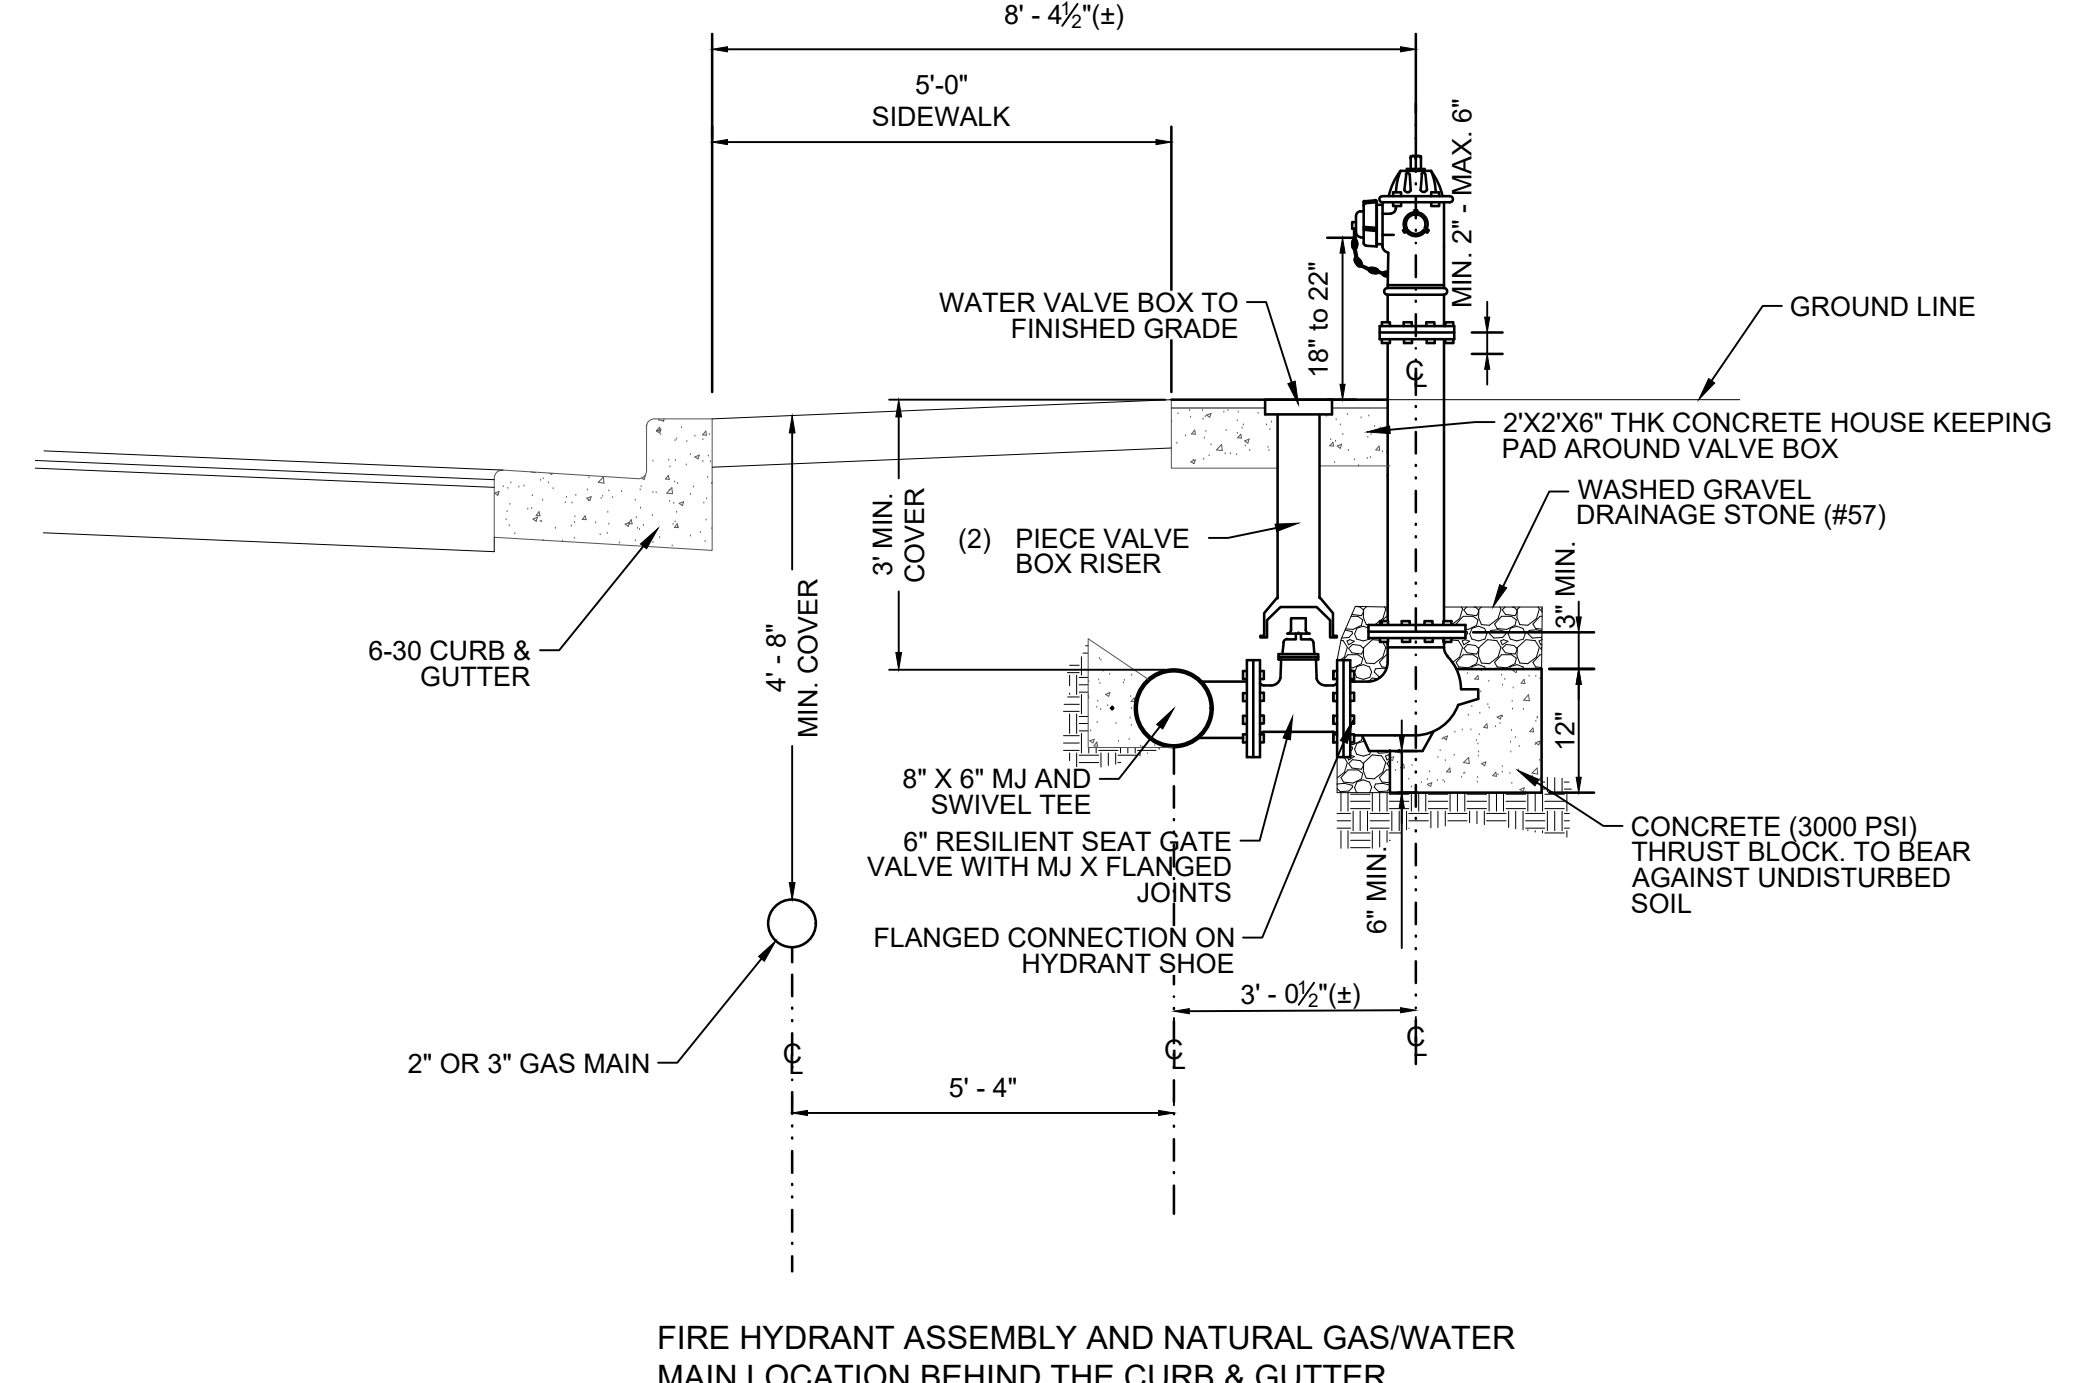 8' - 4½"(±)
5'-0"
SIDEWALK
MIN. 2" - MAX. 6"
18" to 22"
WATER VALVE BOX TO
FINISHED GRADE
GROUND LINE
℄
2'X2'X6" THK CONCRETE HOUSE KEEPING
PAD AROUND VALVE BOX
WASHED GRAVEL
DRAINAGE STONE (#57)
3' MIN.
COVER
(2) PIECE VALVE
BOX RISER
3" MIN.
6-30 CURB &
GUTTER
4' - 8"
MIN. COVER
12"
8" X 6" MJ AND
SWIVEL TEE
6" RESILIENT SEAT GATE
VALVE WITH MJ X FLANGED
JOINTS
CONCRETE (3000 PSI)
THRUST BLOCK. TO BEAR
AGAINST UNDISTURBED
SOIL
6" MIN.
FLANGED CONNECTION ON
HYDRANT SHOE
3' - 0½"(±)
2" OR 3" GAS MAIN
℄
℄
℄
5' - 4"
FIRE HYDRANT ASSEMBLY AND NATURAL GAS/WATER
MAIN LOCATION BEHIND THE CURB & GUTTER